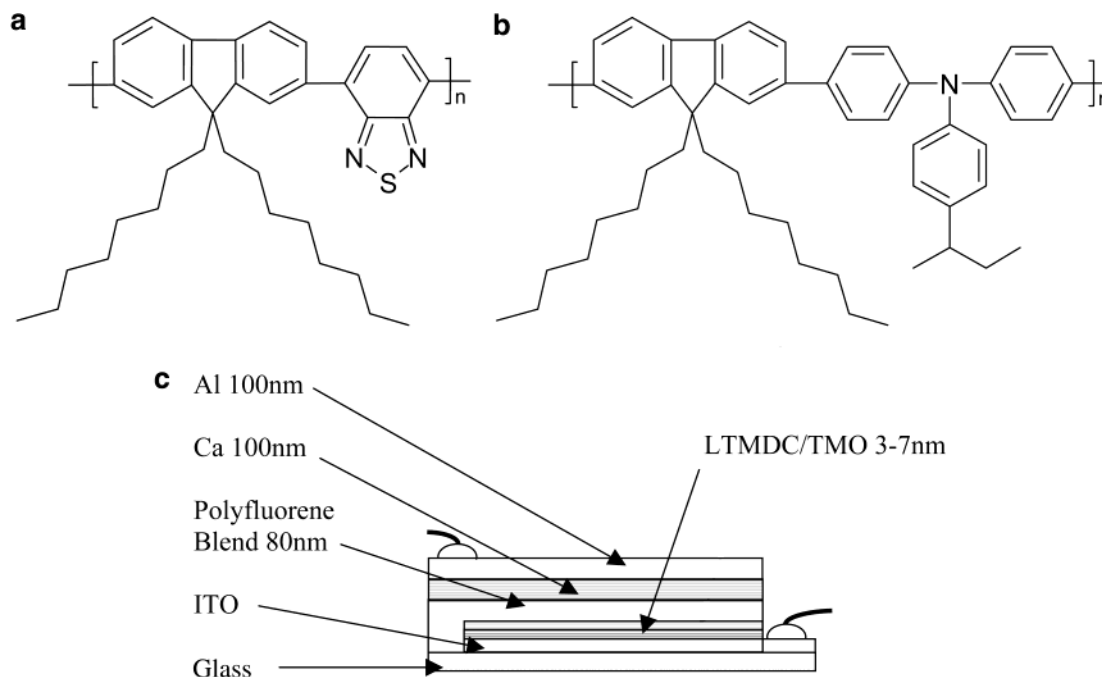 a
b
n
N
n
N
N
S
c
Al 100nm
Ca 100nm
LTMDC/TMO 3-7nm
Polyfluorene
Blend 80nm
ITO
Glass